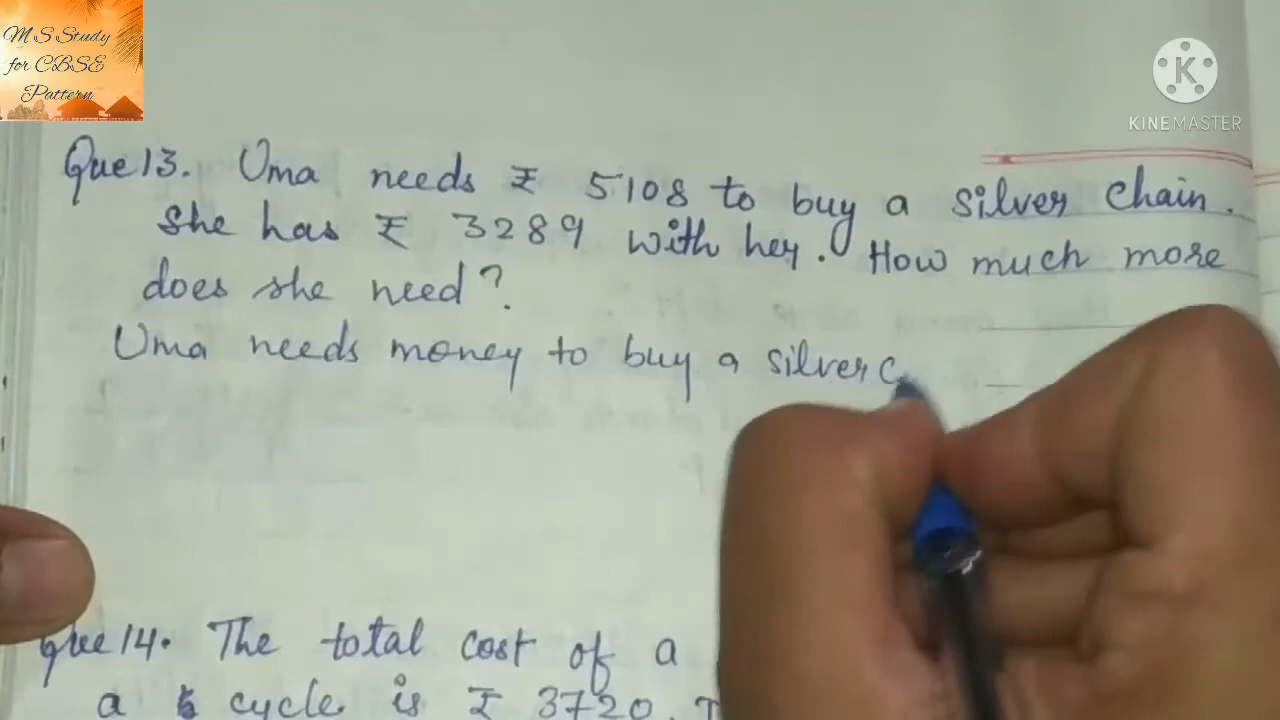 M S Study
for CBSE
Pattern
K
KINEMASTER
Que 13. Uma needs ₹ 5108 to buy a silver chain.
She has ₹ 3289 with her. How much more
does she need?
Uma needs money to buy a silver c
Que 14. The total cost of a
a cycle is ₹ 3720.